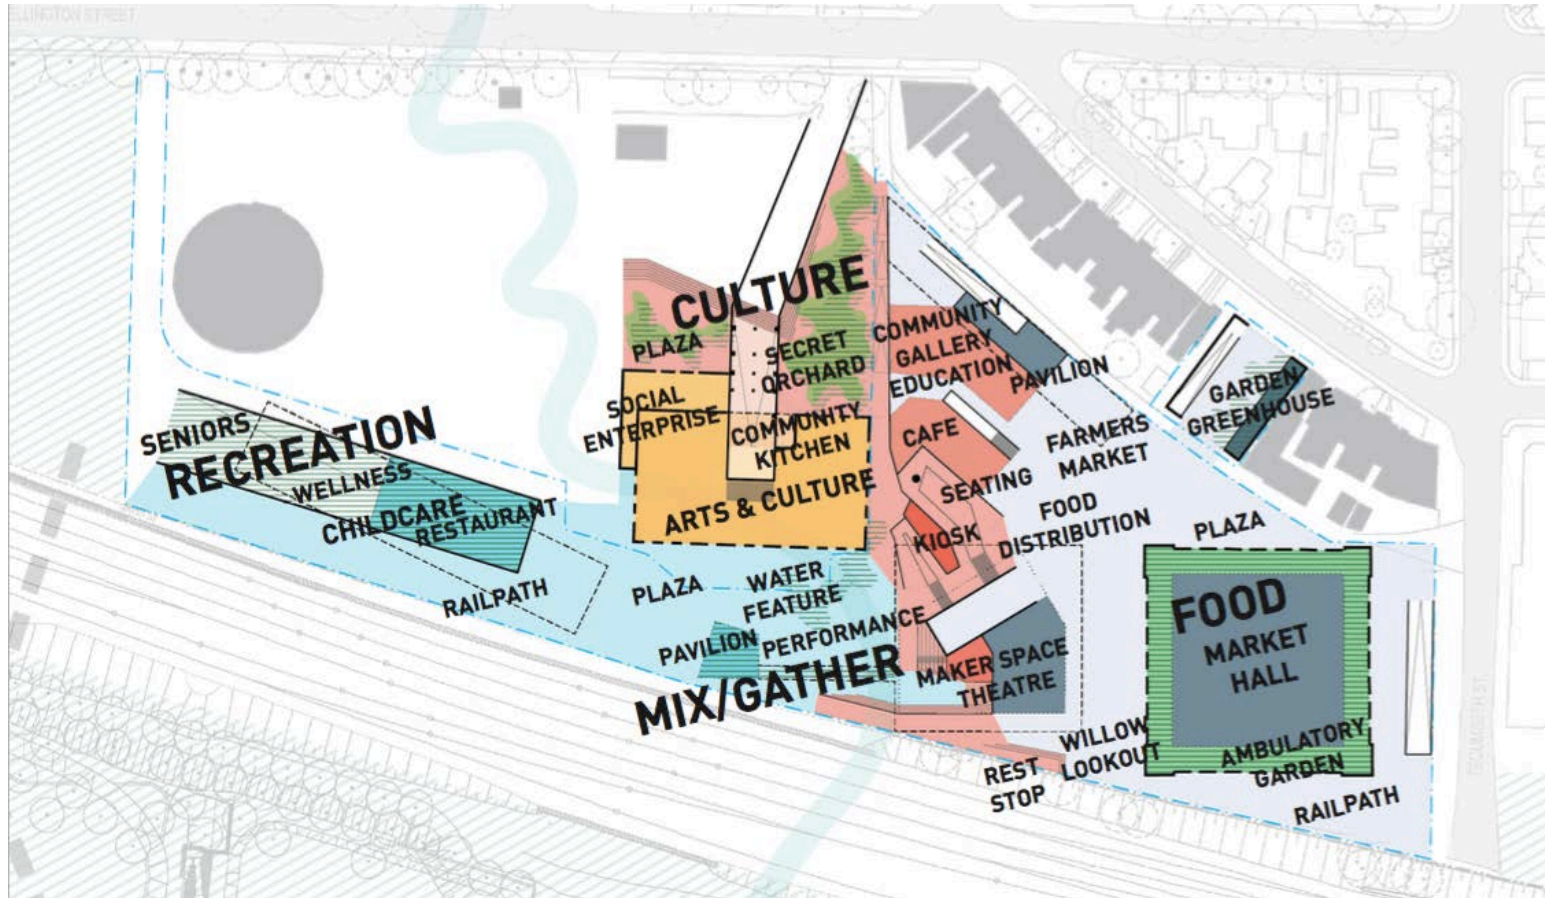 ELLINGTON STREET
CULTURE
PLAZA
SECRET
ORCHARD
COMMUNITY
GALLERY
EDUCATION
PAVILION
GARDEN
GREENHOUSE
SOCIAL
ENTERPRISE
COMMUNITY
KITCHEN
ARTS & CULTURE
CAFE
SEATING
KIOSK
FARMERS
MARKET
FOOD
DISTRIBUTION
PLAZA
SENIORS
RECREATION
WELLNESS
CHILDCARE
RESTAURANT
RAILPATH
PLAZA
WATER
FEATURE
PAVILION
PERFORMANCE
MIX/GATHER
MAKER SPACE
THEATRE
FOOD
MARKET
HALL
WILLOW
LOOKOUT
REST
STOP
AMBULATORY
GARDEN
RAILPATH